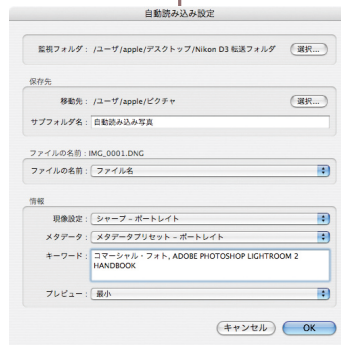 自動読み込み設定
監視フォルダ： /ユーザ/apple/デスクトップ/Nikon D3 転送フォルダ 選択...
保存先
移動先： /ユーザ/apple/ピクチャ 選択...
サブフォルダ名： 自動読み込み写真
ファイルの名前：IMG_0001.DNG
ファイルの名前： ファイル名
情報
現像設定： シャープ – ポートレイト
メタデータ： メタデータプリセット – ポートレイト
キーワード： コマーシャル・フォト, ADOBE PHOTOSHOP LIGHTROOM 2
HANDBOOK
プレビュー： 最小
キャンセル OK